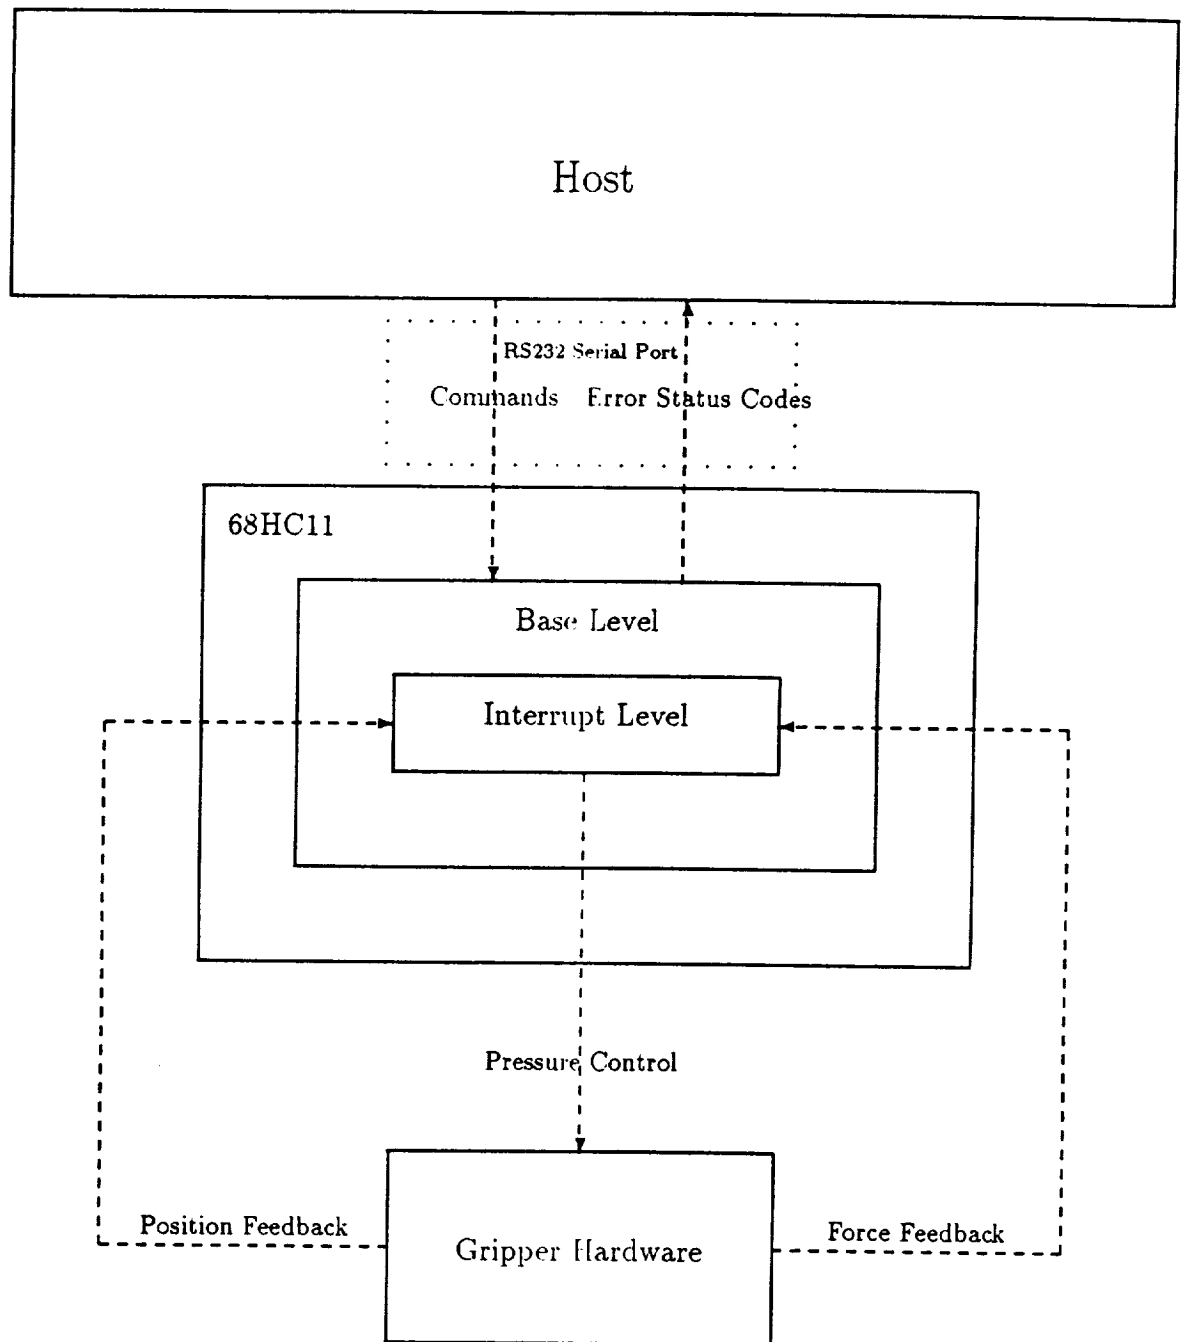 Host
RS232 Serial Port
Commands Error Status Codes
68HC11
Base Level
Interrupt Level
Pressure Control
Position Feedback
Force Feedback
Gripper Hardware